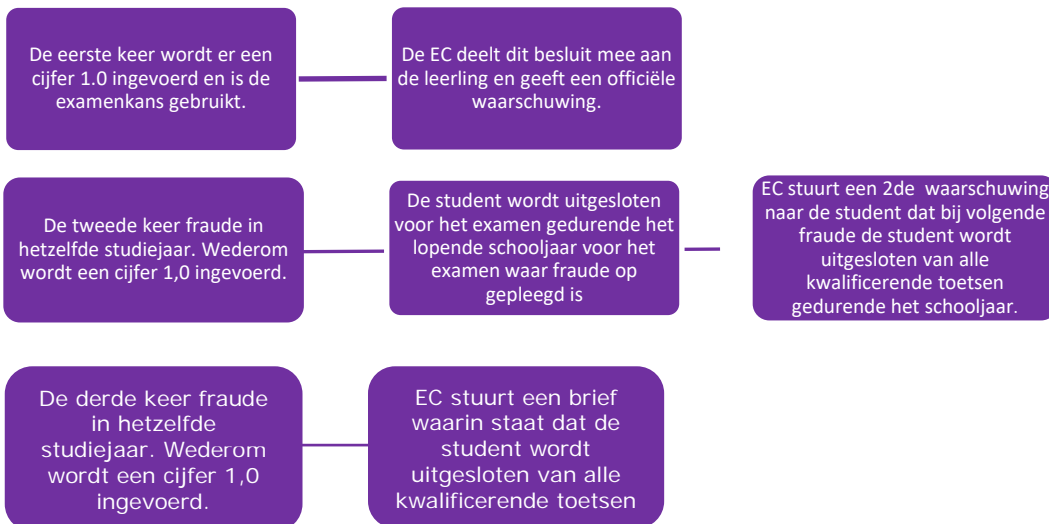 De eerste keer wordt er een
cijfer 1.0 ingevoerd en is de
examenkans gebruikt.
De EC deelt dit besluit mee aan
de leerling en geeft een officiële
waarschuwing.
De tweede keer fraude in
hetzelfde studiejaar. Wederom
wordt een cijfer 1,0 ingevoerd.
De student wordt uitgesloten
voor het examen gedurende het
lopende schooljaar voor het
examen waar fraude op
gepleegd is
EC stuurt een 2de waarschuwing
naar de student dat bij volgende
fraude de student wordt
uitgesloten van alle
kwalificerende toetsen
gedurende het schooljaar.
De derde keer fraude
in hetzelfde
studiejaar. Wederom
wordt een cijfer 1,0
ingevoerd.
EC stuurt een brief
waarin staat dat de
student wordt
uitgesloten van alle
kwalificerende toetsen